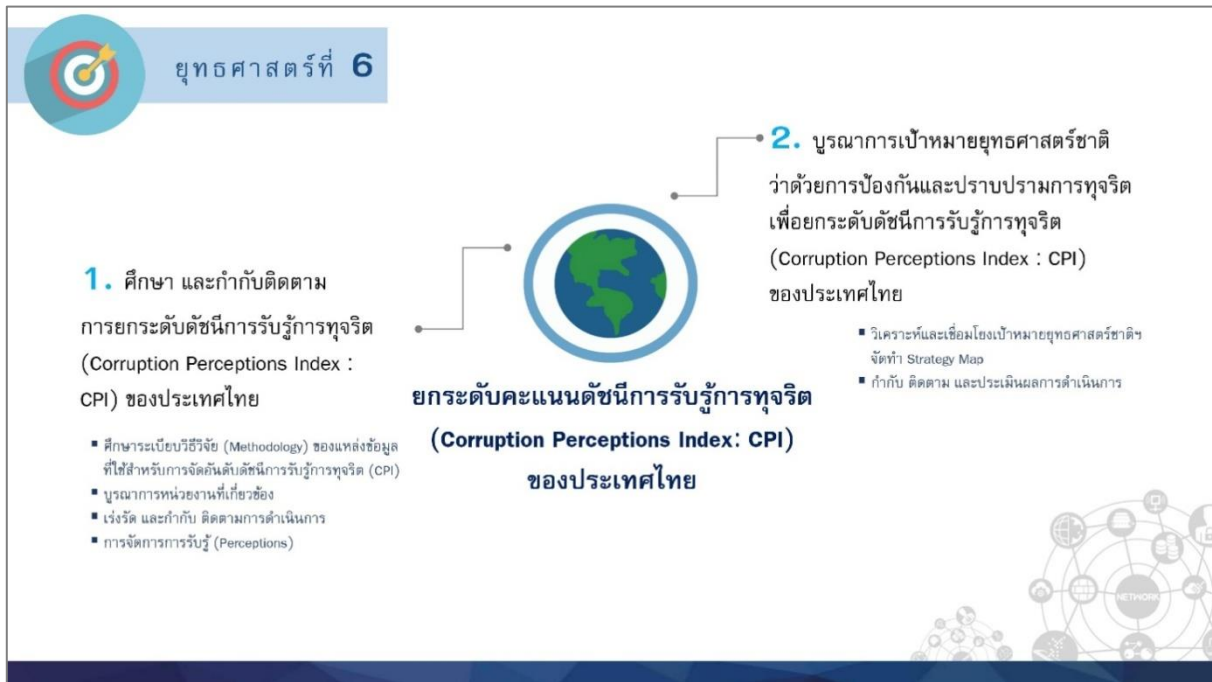 ยุทธศาสตร์ที่ 6
1. ศึกษา และกำกับติดตาม
การยกระดับดัชนีการรับรู้การทุจริต
(Corruption Perceptions Index :
CPI) ของประเทศไทย
▪ ศึกษาระเบียบวิธีวิจัย (Methodology) ของแหล่งข้อมูล
ที่ใช้สำหรับการจัดอันดับดัชนีการรับรู้การทุจริต (CPI)
▪ บูรณาการหน่วยงานที่เกี่ยวข้อง
▪ เร่งรัด และกำกับ ติดตามการดำเนินการ
▪ การจัดการการรับรู้ (Perceptions)
ยกระดับคะแนนดัชนีการรับรู้การทุจริต
(Corruption Perceptions Index: CPI)
ของประเทศไทย
2. บูรณาการเป้าหมายยุทธศาสตร์ชาติ
ว่าด้วยการป้องกันและปราบปรามการทุจริต
เพื่อยกระดับดัชนีการรับรู้การทุจริต
(Corruption Perceptions Index : CPI)
ของประเทศไทย
▪ วิเคราะห์และเชื่อมโยงเป้าหมายยุทธศาสตร์ชาติฯ
จัดทำ Strategy Map
▪ กำกับ ติดตาม และประเมินผลการดำเนินการ
NETWORK